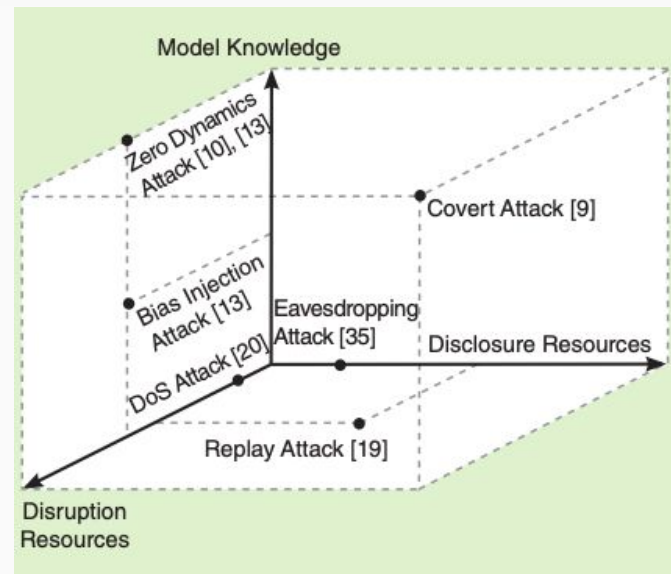 Model Knowledge
Zero Dynamics
Attack [10], [13]
Covert Attack [9]
Bias Injection
Attack [13]
Eavesdropping
Attack [35]
Disclosure Resources
DoS Attack [20]
Replay Attack [19]
Disruption
Resources